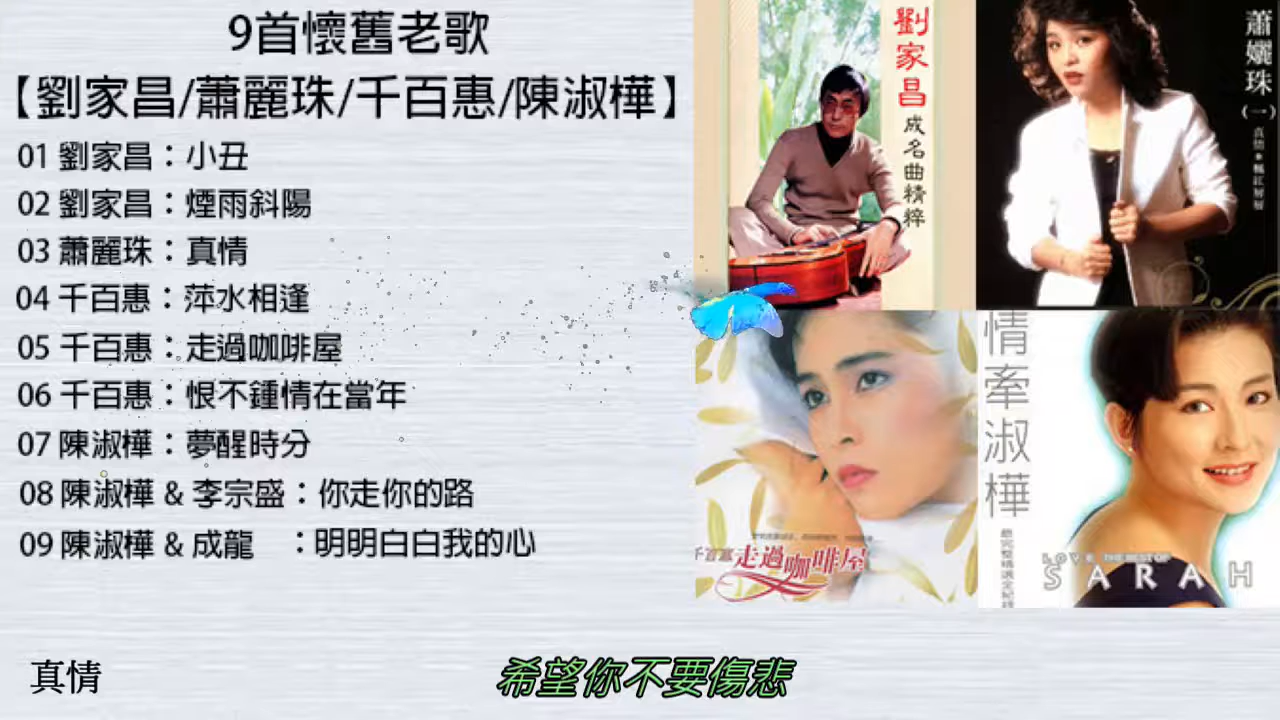 9首懷舊老歌
【劉家昌/蕭麗珠/千百惠/陳淑樺】
01 劉家昌：小丑
02 劉家昌：煙雨斜陽
03 蕭麗珠：真情
04 千百惠：萍水相逢
05 千百惠：走過咖啡屋
06 千百惠：恨不鍾情在當年
07 陳淑樺：夢醒時分
08 陳淑樺 & 李宗盛：你走你的路
09 陳淑樺 & 成龍 ：明明白白我的心
劉家昌
成名曲精粹
蕭孋珠
(一)
真情
情牽淑樺
千百惠 走過咖啡屋
LOVE THE BEST OF
SARAH
真情
希望你不要傷悲